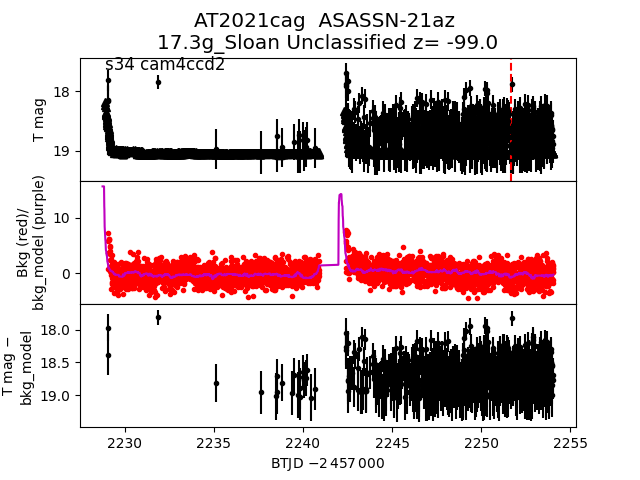 AT2021cag  ASASSN-21az
17.3g_Sloan Unclassified z= -99.0
s34 cam4ccd2
T mag
18
19
Bkg (red)/
bkg_model (purple)
10
0
T mag −
bkg_model
18.0
18.5
19.0
2230
2235
2240
2245
2250
2255
BTJD −2 457 000